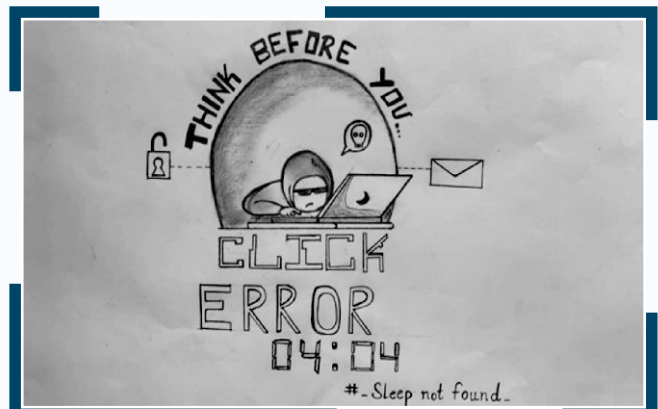 THINK BEFORE YOU...
CLICK
ERROR
04:04
#_Sleep not found_